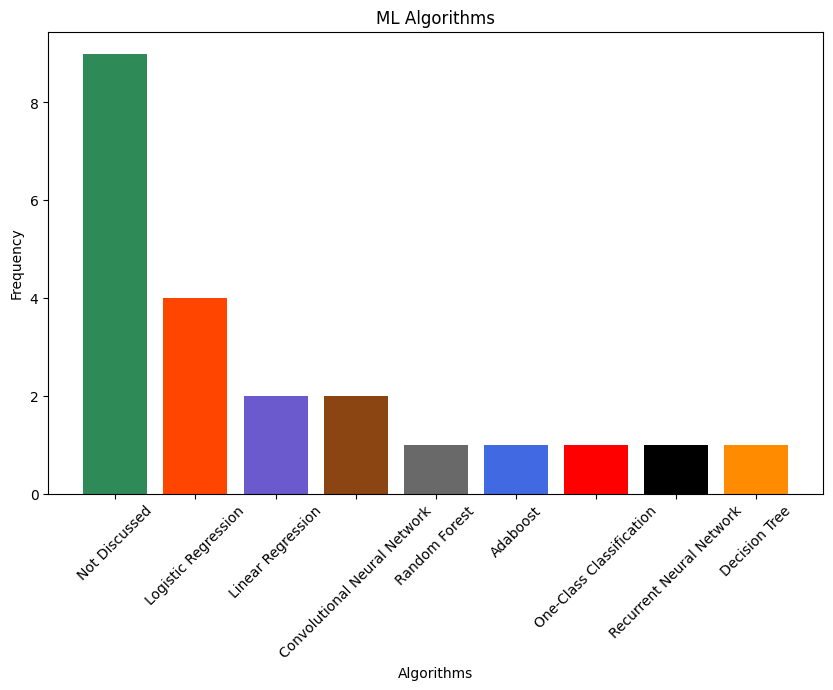 ML Algorithms
Frequency
8
6
4
2
0
Not Discussed
Logistic Regression
Linear Regression
Convolutional Neural Network
Random Forest
Adaboost
One-Class Classification
Recurrent Neural Network
Decision Tree
Algorithms